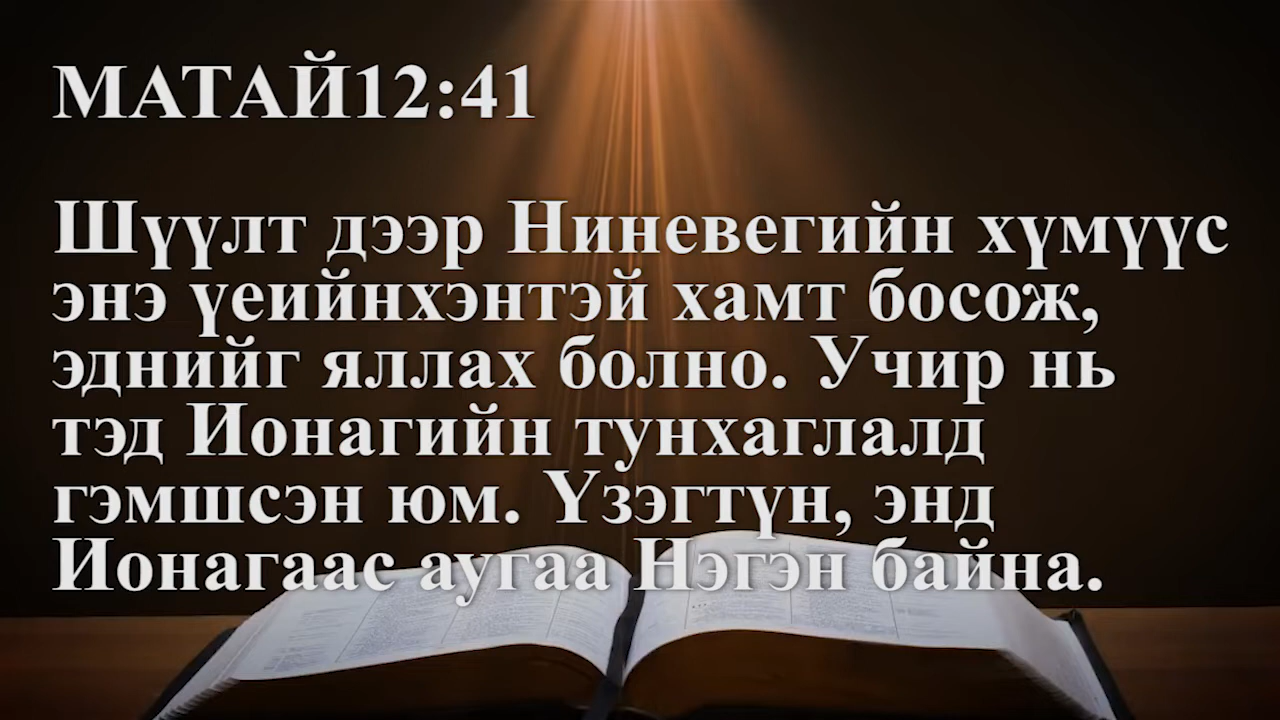 МАТАЙ12:41
Шүүлт дээр Ниневегийн хүмүүс
энэ үеийнхэнтэй хамт босож,
эднийг яллах болно. Учир нь
тэд Ионагийн тунхаглалд
гэмшсэн юм. Үзэгтүн, энд
Ионагаас аугаа Нэгэн байна.